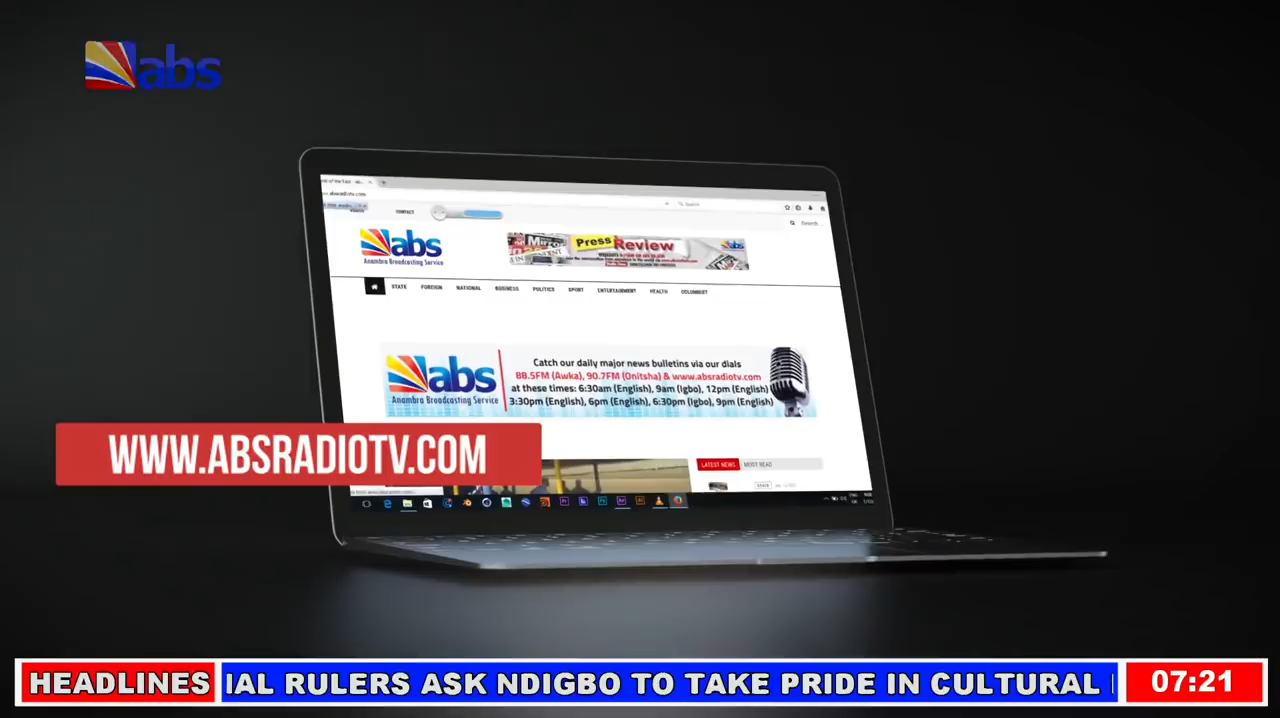 abs
CONTACT
Search
abs
Anambra Broadcasting Service
Press Review
STATE FOREIGN NATIONAL BUSINESS POLITICS SPORT ENTERTAINMENT HEALTH COLUMNIST
abs
Anambra Broadcasting Service
Catch our daily major news bulletins via our dials
88.5FM (Awka), 90.7FM (Onitsha) & www.absradiotv.com
at these times: 6:30am (English), 9am (Igbo), 12pm (English)
3:30pm (English), 6pm (English), 6:30pm (Igbo), 9pm (English)
WWW.ABSRADIOTV.COM
LATEST NEWS MOST READ
HEADLINES IAL RULERS ASK NDIGBO TO TAKE PRIDE IN CULTURAL 07:21